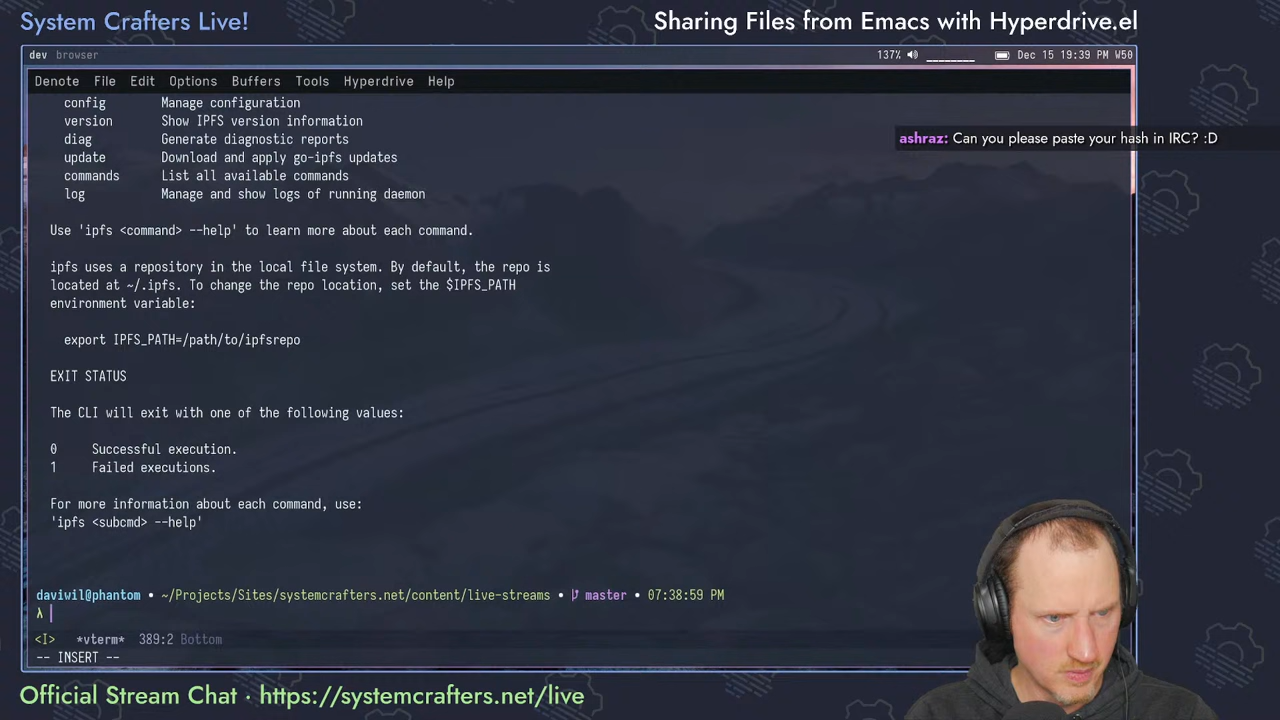 System Crafters Live!
Sharing Files from Emacs with Hyperdrive.el
dev browser
137% Dec 15 19:39 PM W50
Denote File Edit Options Buffers Tools Hyperdrive Help
config Manage configuration
version Show IPFS version information
diag Generate diagnostic reports
update Download and apply go-ipfs updates
commands List all available commands
log Manage and show logs of running daemon
ashraz: Can you please paste your hash in IRC? :D
Use 'ipfs <command> --help' to learn more about each command.
ipfs uses a repository in the local file system. By default, the repo is
located at ~/.ipfs. To change the repo location, set the $IPFS_PATH
environment variable:
export IPFS_PATH=/path/to/ipfsrepo
EXIT STATUS
The CLI will exit with one of the following values:
0 Successful execution.
1 Failed executions.
For more information about each command, use:
'ipfs <subcmd> --help'
daviwil@phantom • ~/Projects/Sites/systemcrafters.net/content/live-streams • master • 07:38:59 PM
λ
<I> *vterm* 389:2 Bottom
-- INSERT --
Official Stream Chat · https://systemcrafters.net/live